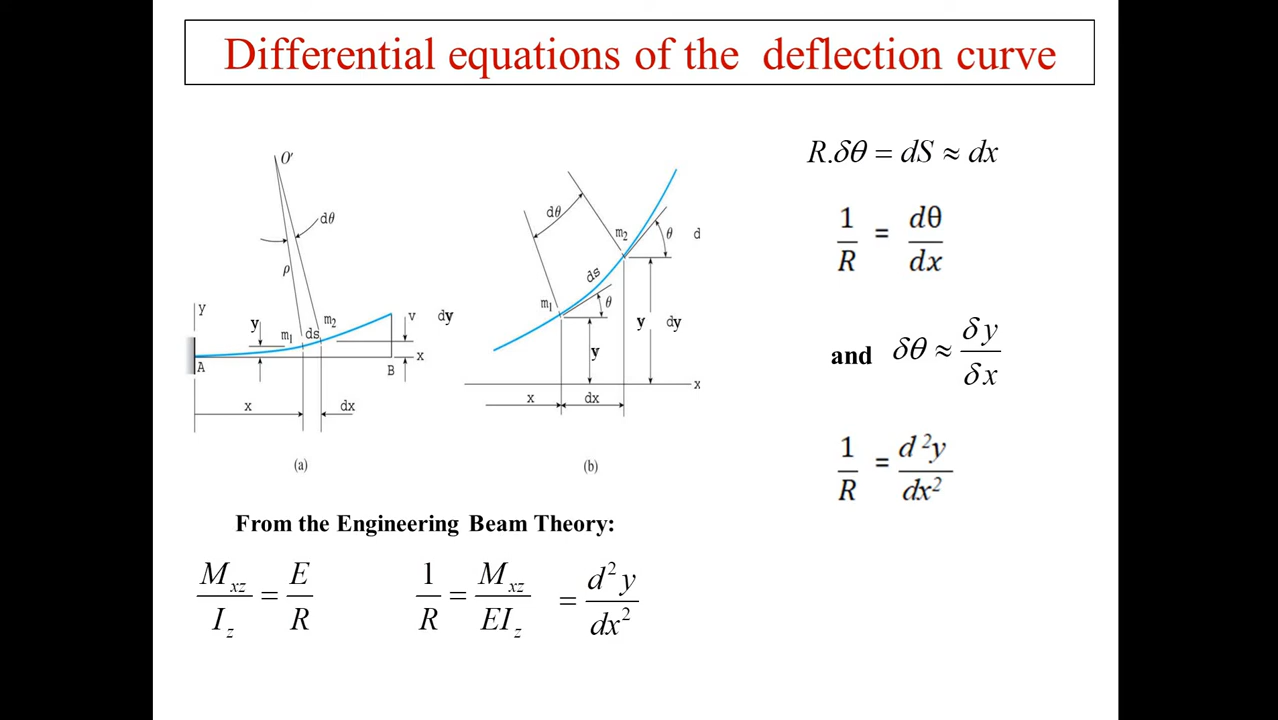 Differential equations of the deflection curve
O'
dθ
ρ
y
y
m₁ ds m₂
v dy
x
A
B
x dx
(a)
dθ
m₂ θ d
ds
m₁ θ
y dy
y
x
x dx
(b)
R.δθ = dS ≈ dx
1/R = dθ/dx
and δθ ≈ δy/δx
1/R = d²y/dx²
From the Engineering Beam Theory:
M_xz/I_z = E/R 1/R = M_xz/EI_z = d²y/dx²